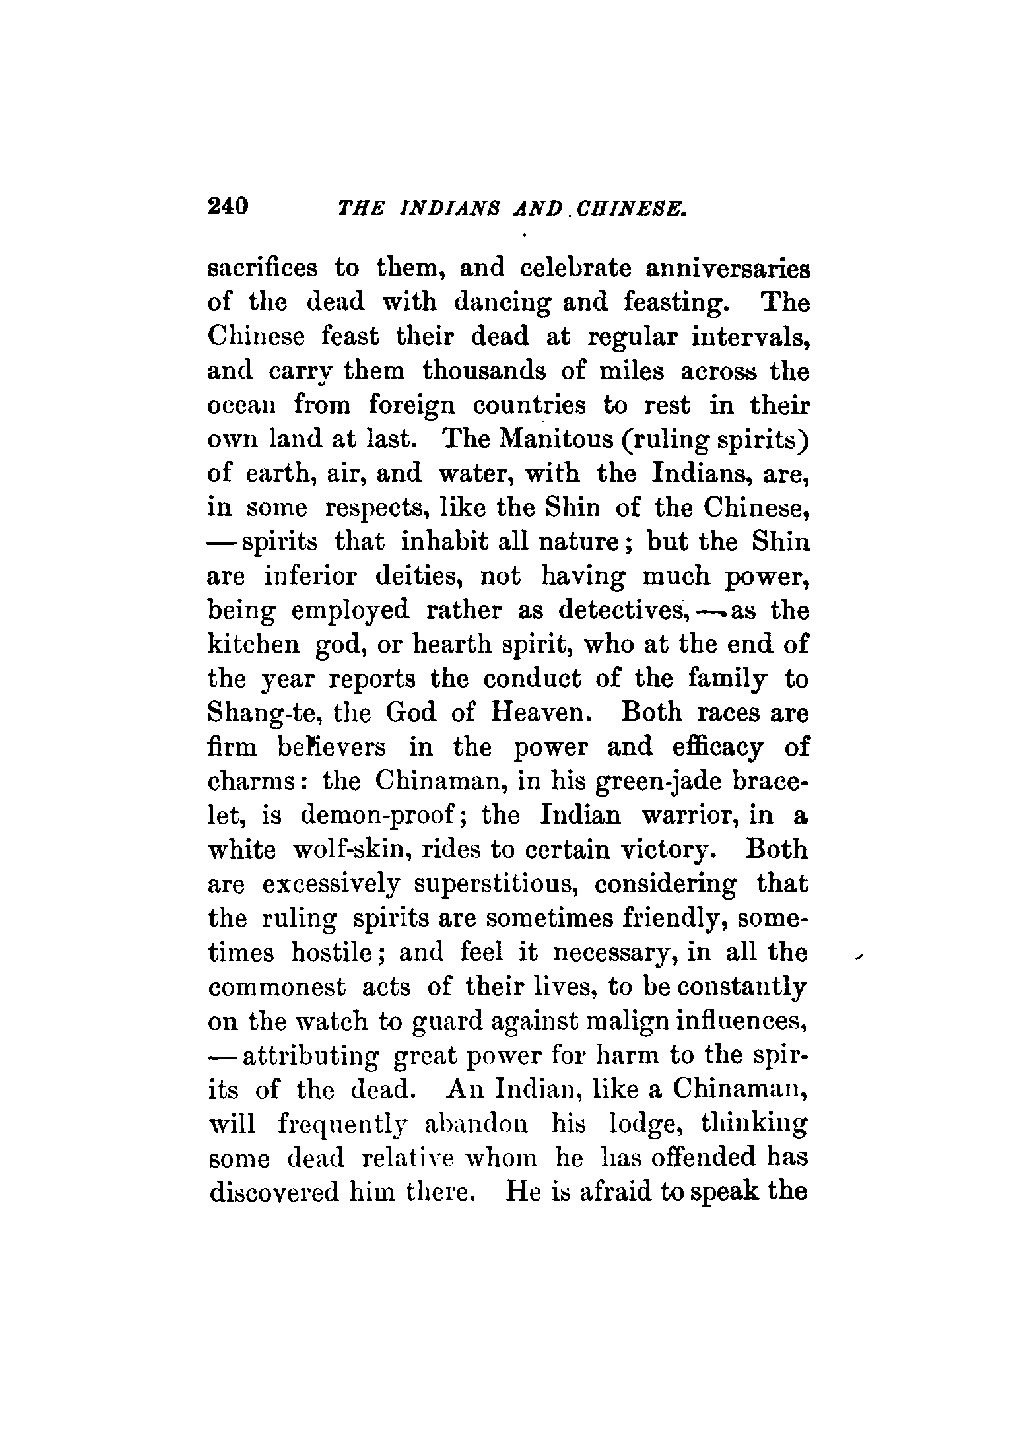 240 THE INDIANS AND CHINESE.
sacrifices to them, and celebrate anniversaries
of the dead with dancing and feasting. The
Chinese feast their dead at regular intervals,
and carry them thousands of miles across the
ocean from foreign countries to rest in their
own land at last. The Manitous (ruling spirits)
of earth, air, and water, with the Indians, are,
in some respects, like the Shin of the Chinese,
— spirits that inhabit all nature; but the Shin
are inferior deities, not having much power,
being employed rather as detectives, — as the
kitchen god, or hearth spirit, who at the end of
the year reports the conduct of the family to
Shang-te, the God of Heaven. Both races are
firm believers in the power and efficacy of
charms: the Chinaman, in his green-jade brace-
let, is demon-proof; the Indian warrior, in a
white wolf-skin, rides to certain victory. Both
are excessively superstitious, considering that
the ruling spirits are sometimes friendly, some-
times hostile; and feel it necessary, in all the
commonest acts of their lives, to be constantly
on the watch to guard against malign influences,
— attributing great power for harm to the spir-
its of the dead. An Indian, like a Chinaman,
will frequently abandon his lodge, thinking
some dead relative whom he has offended has
discovered him there. He is afraid to speak the